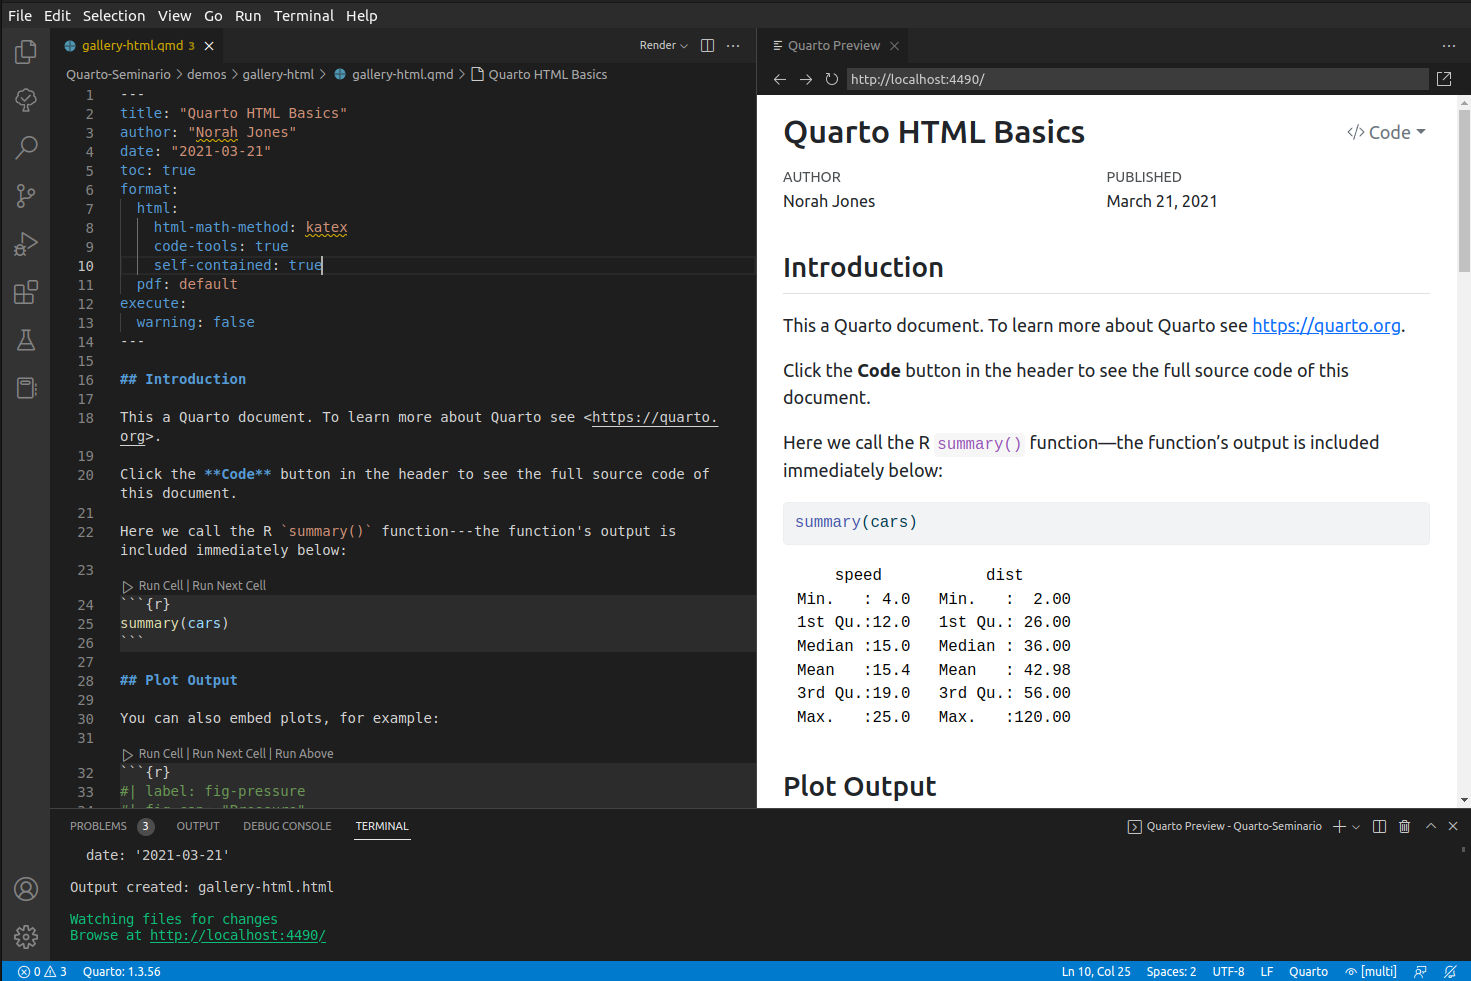 File Edit Selection View Go Run Terminal Help
gallery-html.qmd 3
Render
Quarto-Seminario > demos > gallery-html > gallery-html.qmd > Quarto HTML Basics
1 ---
2 title: "Quarto HTML Basics"
3 author: "Norah Jones"
4 date: "2021-03-21"
5 toc: true
6 format:
7 html:
8 html-math-method: katex
9 code-tools: true
10 self-contained: true
11 pdf: default
12 execute:
13 warning: false
14 ---
15
16 ## Introduction
17
18 This a Quarto document. To learn more about Quarto see <https://quarto.
org>.
19
20 Click the **Code** button in the header to see the full source code of
this document.
21
22 Here we call the R `summary()` function---the function's output is
included immediately below:
23
Run Cell | Run Next Cell
24 ```{r}
25 summary(cars)
26 ```
27
28 ## Plot Output
29
30 You can also embed plots, for example:
31
Run Cell | Run Next Cell | Run Above
32 ```{r}
33 #| label: fig-pressure
Quarto Preview
http://localhost:4490/
Quarto HTML Basics
</> Code
AUTHOR PUBLISHED
Norah Jones March 21, 2021
Introduction
This a Quarto document. To learn more about Quarto see https://quarto.org.
Click the Code button in the header to see the full source code of this
document.
Here we call the R summary() function—the function’s output is included
immediately below:
summary(cars)
speed dist
Min. : 4.0 Min. : 2.00
1st Qu.:12.0 1st Qu.: 26.00
Median :15.0 Median : 36.00
Mean :15.4 Mean : 42.98
3rd Qu.:19.0 3rd Qu.: 56.00
Max. :25.0 Max. :120.00
Plot Output
PROBLEMS 3 OUTPUT DEBUG CONSOLE TERMINAL
Quarto Preview - Quarto-Seminario
date: '2021-03-21'
Output created: gallery-html.html
Watching files for changes
Browse at http://localhost:4490/
0 3 Quarto: 1.3.56
Ln 10, Col 25 Spaces: 2 UTF-8 LF Quarto [multi]